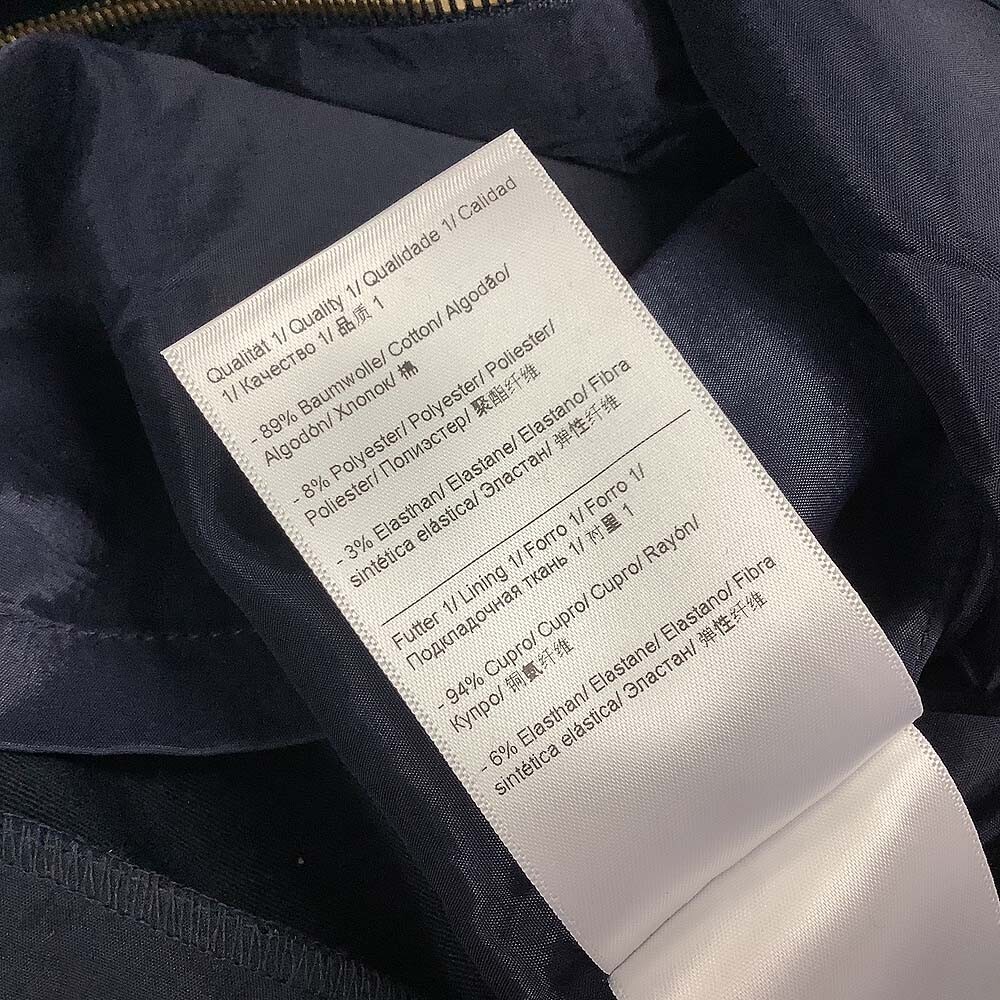 Qualität 1/ Quality 1/ Qualidade 1/ Calidad
1/ Качество 1/ 品质 1
- 89% Baumwolle/ Cotton/ Algodão/
Algodón/ Хлопок/ 棉
- 8% Polyester/ Polyester/ Poliester/
Poliester/ Полиэстер/ 聚酯纤维
- 3% Elasthan/ Elastane/ Elastano/ Fibra
sintética elástica/ Эластан/ 弹性纤维
Futter 1/ Lining 1/ Forro 1/ Forro 1/
Подкладочная ткань 1/ 衬里 1
- 94% Cupro/ Cupro/ Cupro/ Rayón/
Купро/ 铜氨纤维
- 6% Elasthan/ Elastane/ Elastano/ Fibra
sintética elástica/ Эластан/ 弹性纤维